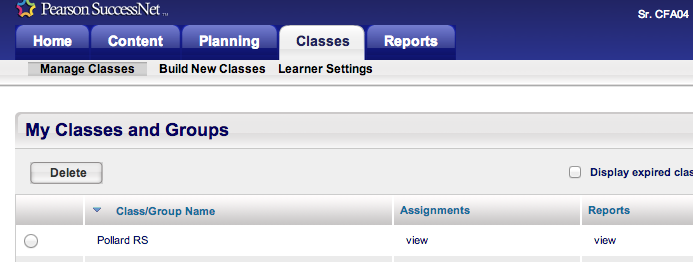 Pearson SuccessNet™
Sr. CFA04
Home Content Planning Classes Reports
Manage Classes Build New Classes Learner Settings
My Classes and Groups
Delete
Display expired clas
Class/Group Name Assignments Reports
Pollard RS view view